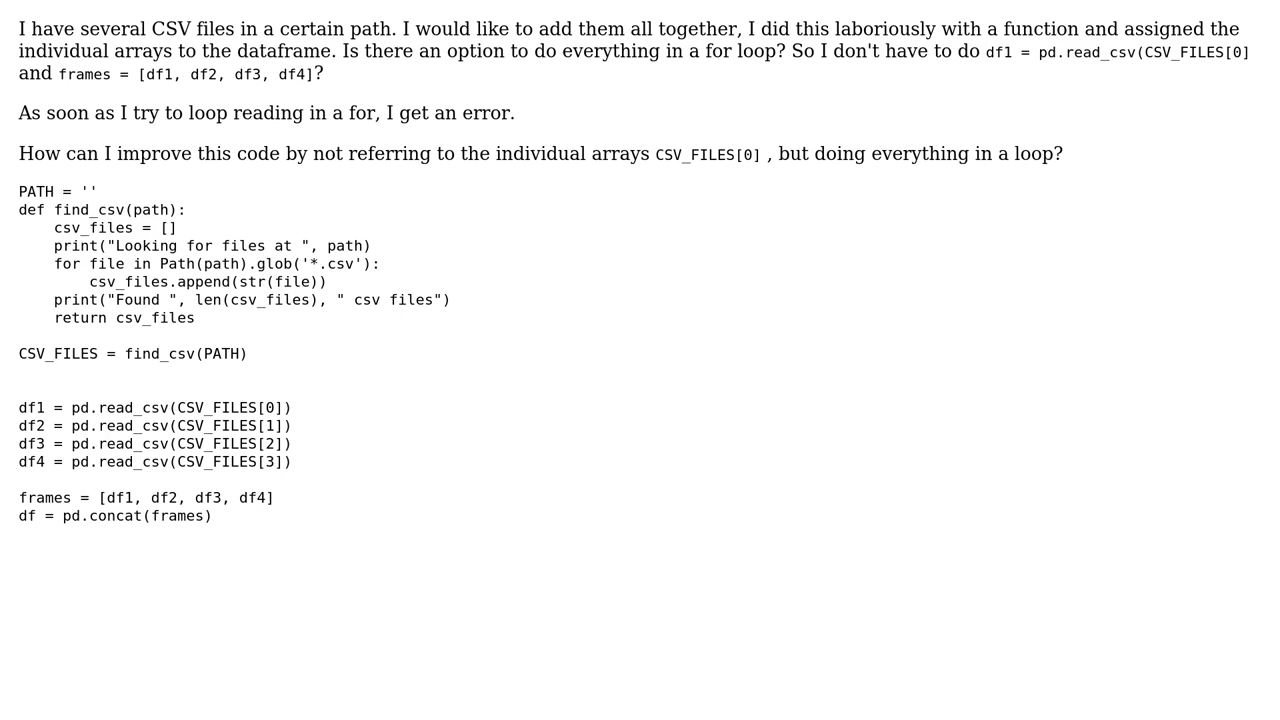 I have several CSV files in a certain path. I would like to add them all together, I did this laboriously with a function and assigned the
individual arrays to the dataframe. Is there an option to do everything in a for loop? So I don't have to do df1 = pd.read_csv(CSV_FILES[0]
and frames = [df1, df2, df3, df4]?
As soon as I try to loop reading in a for, I get an error.
How can I improve this code by not referring to the individual arrays CSV_FILES[0] , but doing everything in a loop?
PATH = ''
def find_csv(path):
    csv_files = []
    print("Looking for files at ", path)
    for file in Path(path).glob('*.csv'):
        csv_files.append(str(file))
    print("Found ", len(csv_files), " csv files")
    return csv_files
CSV_FILES = find_csv(PATH)
df1 = pd.read_csv(CSV_FILES[0])
df2 = pd.read_csv(CSV_FILES[1])
df3 = pd.read_csv(CSV_FILES[2])
df4 = pd.read_csv(CSV_FILES[3])
frames = [df1, df2, df3, df4]
df = pd.concat(frames)